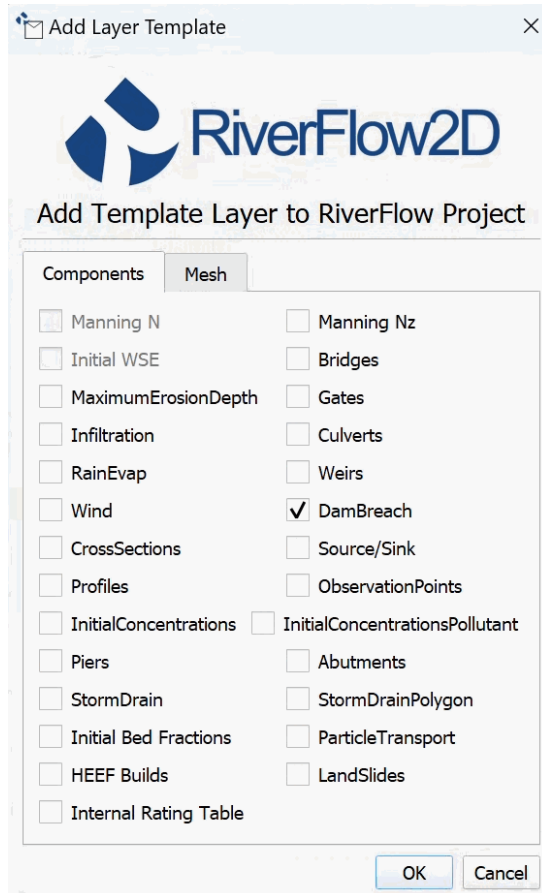 Add Layer Template
RiverFlow2D
Add Template Layer to RiverFlow Project
Components Mesh
Manning N Manning Nz
Initial WSE Bridges
MaximumErosionDepth Gates
Infiltration Culverts
RainEvap Weirs
Wind DamBreach
CrossSections Source/Sink
Profiles ObservationPoints
InitialConcentrations InitialConcentrationsPollutant
Piers Abutments
StormDrain StormDrainPolygon
Initial Bed Fractions ParticleTransport
HEEF Builds LandSlides
Internal Rating Table
OK Cancel